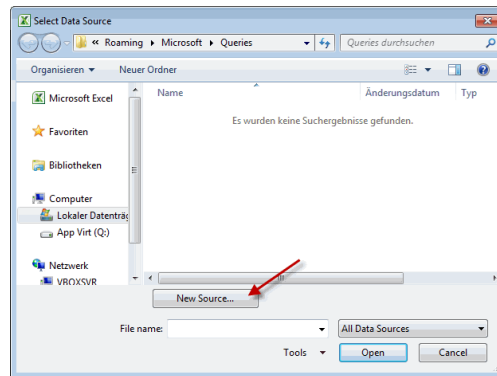 Select Data Source
« Roaming ▸ Microsoft ▸ Queries
Queries durchsuchen
Organisieren
Neuer Ordner
Name
Änderungsdatum
Typ
Microsoft Excel
Es wurden keine Suchergebnisse gefunden.
Favoriten
Bibliotheken
Computer
Lokaler Datenträg
App Virt (Q:)
Netzwerk
VBOXSVR
New Source...
File name:
All Data Sources
Tools
Open
Cancel